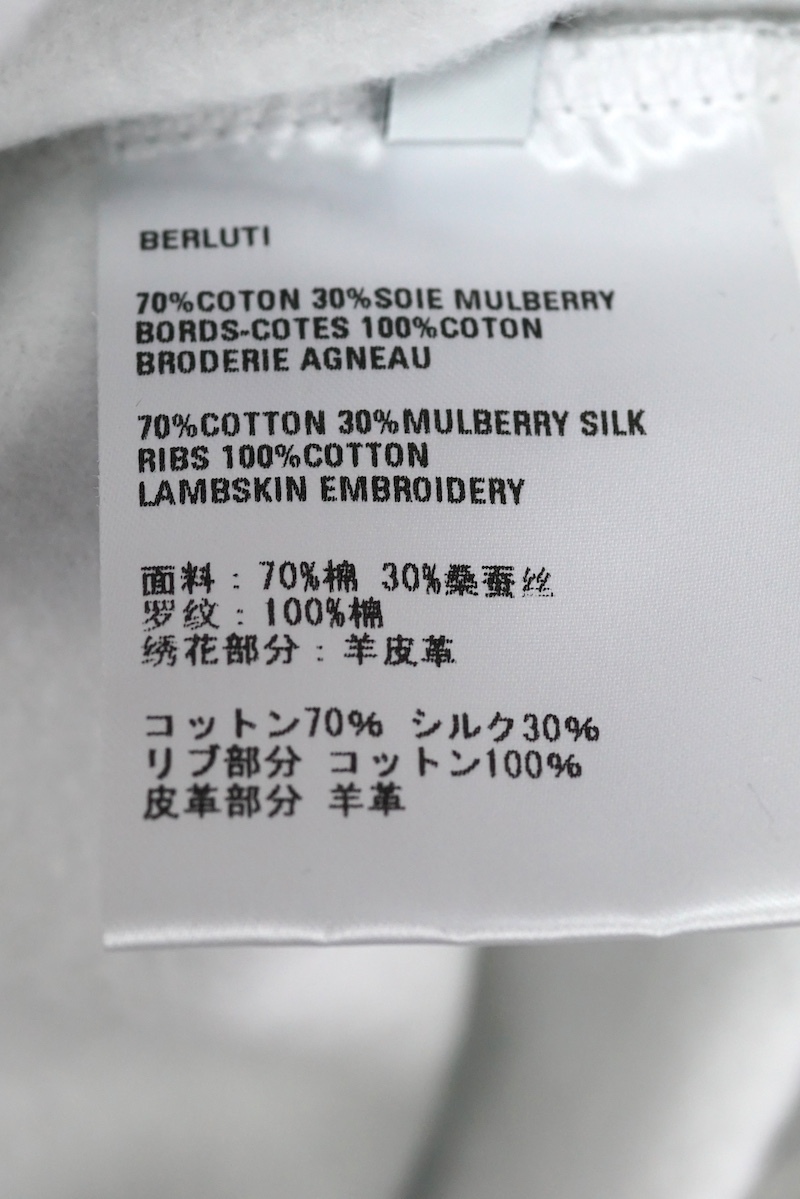 BERLUTI
70%COTON 30%SOIE MULBERRY
BORDS-COTES 100%COTON
BRODERIE AGNEAU
70%COTTON 30%MULBERRY SILK
RIBS 100%COTTON
LAMBSKIN EMBROIDERY
面料：70%棉 30%桑蚕丝
罗纹：100%棉
绣花部分：羊皮革
コットン70% シルク30%
リブ部分 コットン100%
皮革部分 羊革